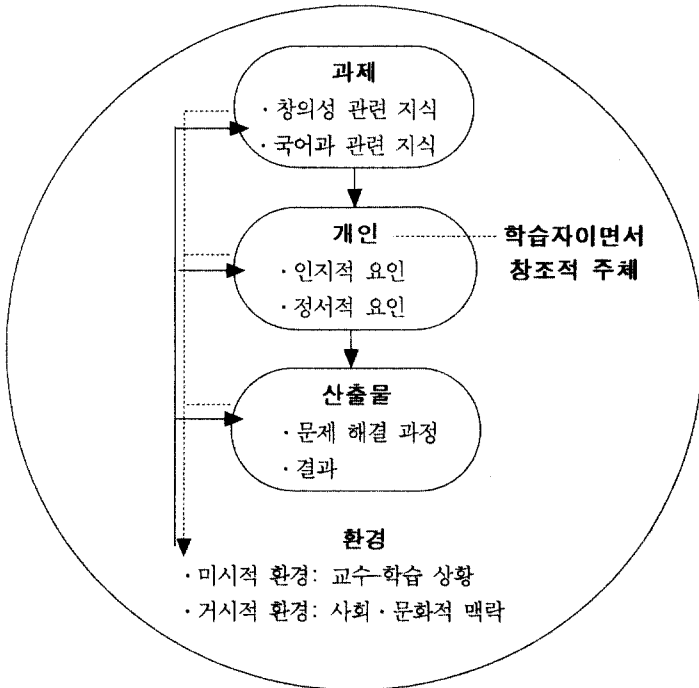 과제
· 창의성 관련 지식
· 국어과 관련 지식
개인
· 인지적 요인
· 정서적 요인
학습자이면서
창조적 주체
산출물
· 문제 해결 과정
· 결과
환경
· 미시적 환경: 교수-학습 상황
· 거시적 환경: 사회 · 문화적 맥락